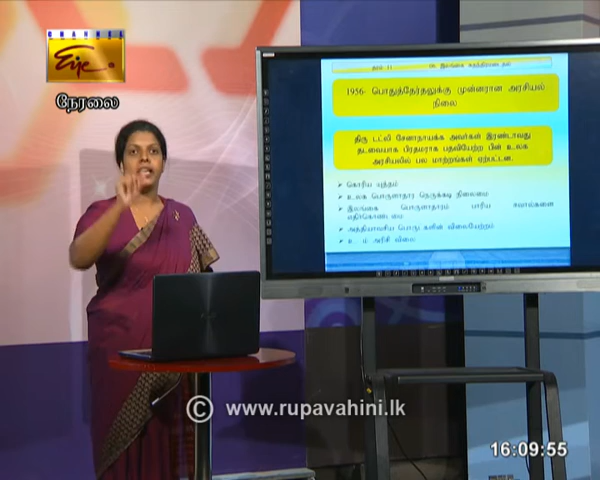 CHANNEL
Eye
நேரலை
தரம் 11
1956- பொதுத்தேர்தலுக்கு முன்னரான அரசியல்
நிலை
திரு டட்லி சேனாநாயக்க அவர்கள் இரண்டாவது
தடவையாக பிரதமராக பதவியேற்ற பின் உலக
அரசியலில் பல மாற்றங்கள் ஏற்பட்டன.
கொரிய யுத்தம்
உலக பொருளாதார நெருக்கடி நிலைமை
இலங்கை பொருளாதாரம் பாரிய சவால்களை
எதிர்கொண்டமை
அத்தியாவசிய பொருட்களின் விலையேற்றம்
அரிசி விலை
© www.rupavahini.lk
16:09:55